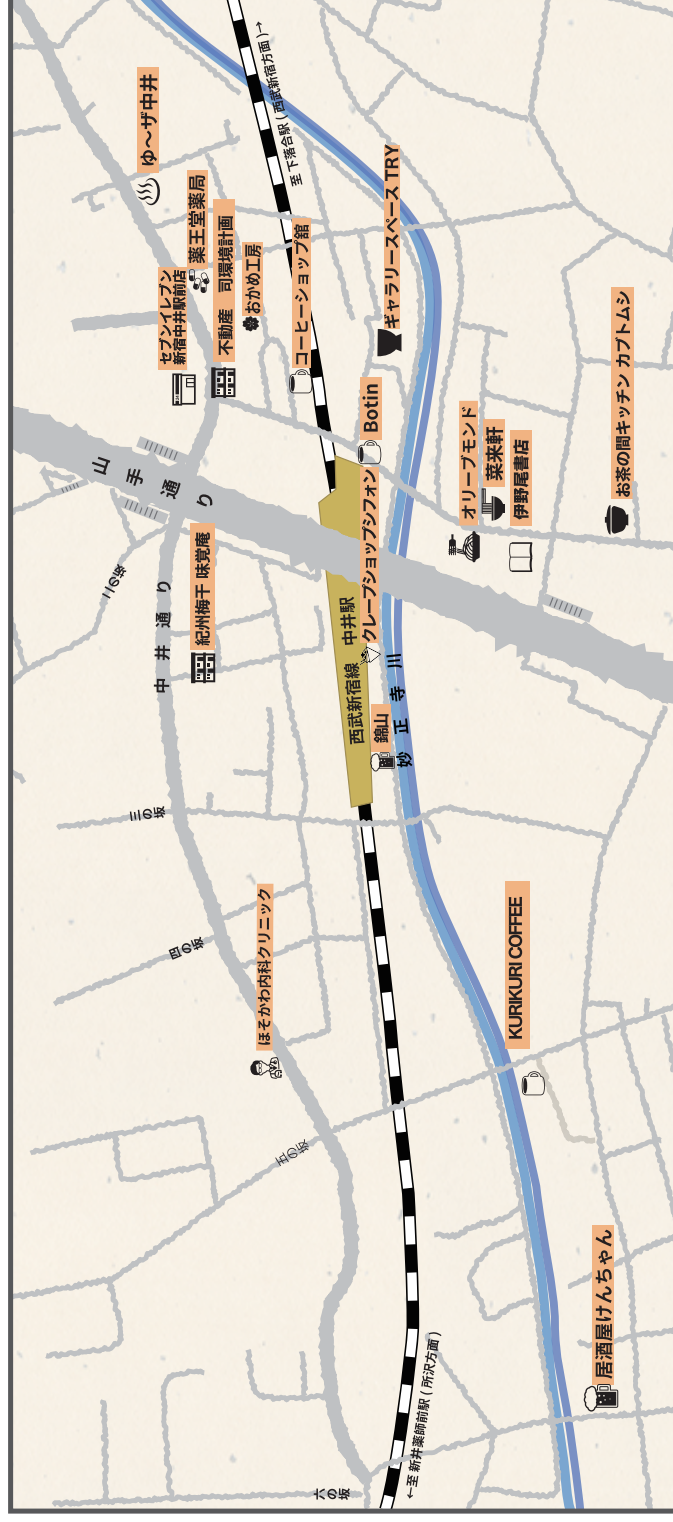 至 下落合駅 ( 西武新宿方面 )→
ゆ～ザ中井
薬王堂薬局
不動産 司環境計画
おかめ工房
セブンイレブン
新宿中井駅前店
コーヒーショップ舘
ギャラリースペース TRY
Botin
オリーブモンド
菜来軒
伊野尾書店
お茶の間キッチン カブトムシ
山手通り
クレープショップシフォン
二の坂
中井通り
紀州梅干 味覚庵
西武新宿線 中井駅
錦山
妙正寺川
三の坂
四の坂
ほそかわ内科クリニック
KURIKURI COFFEE
五の坂
居酒屋けんちゃん
←至 新井薬師前駅 ( 所沢方面 )
六の坂